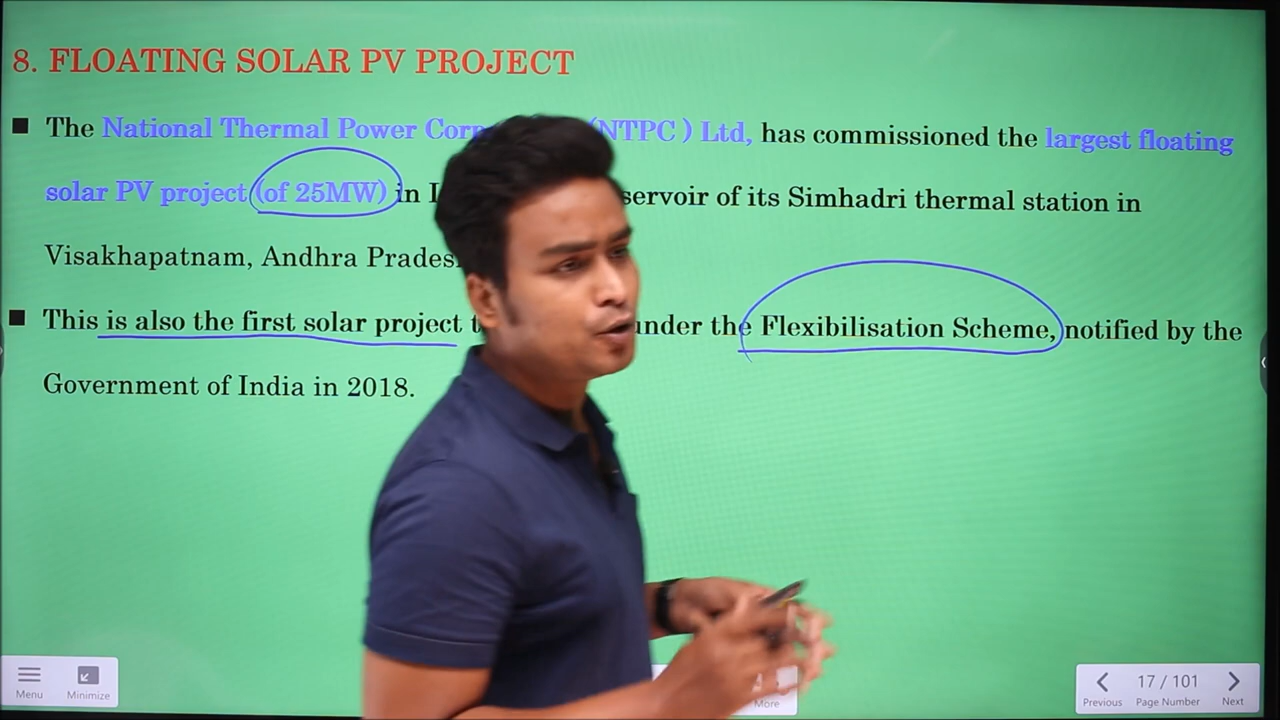 8. FLOATING SOLAR PV PROJECT
■ The National Thermal Power Corp (NTPC ) Ltd, has commissioned the largest floating
solar PV project (of 25MW) in servoir of its Simhadri thermal station in
Visakhapatnam, Andhra Prades
■ This is also the first solar project under the Flexibilisation Scheme, notified by the
Government of India in 2018.
Menu Minimize More Previous 17 / 101 Page Number Next